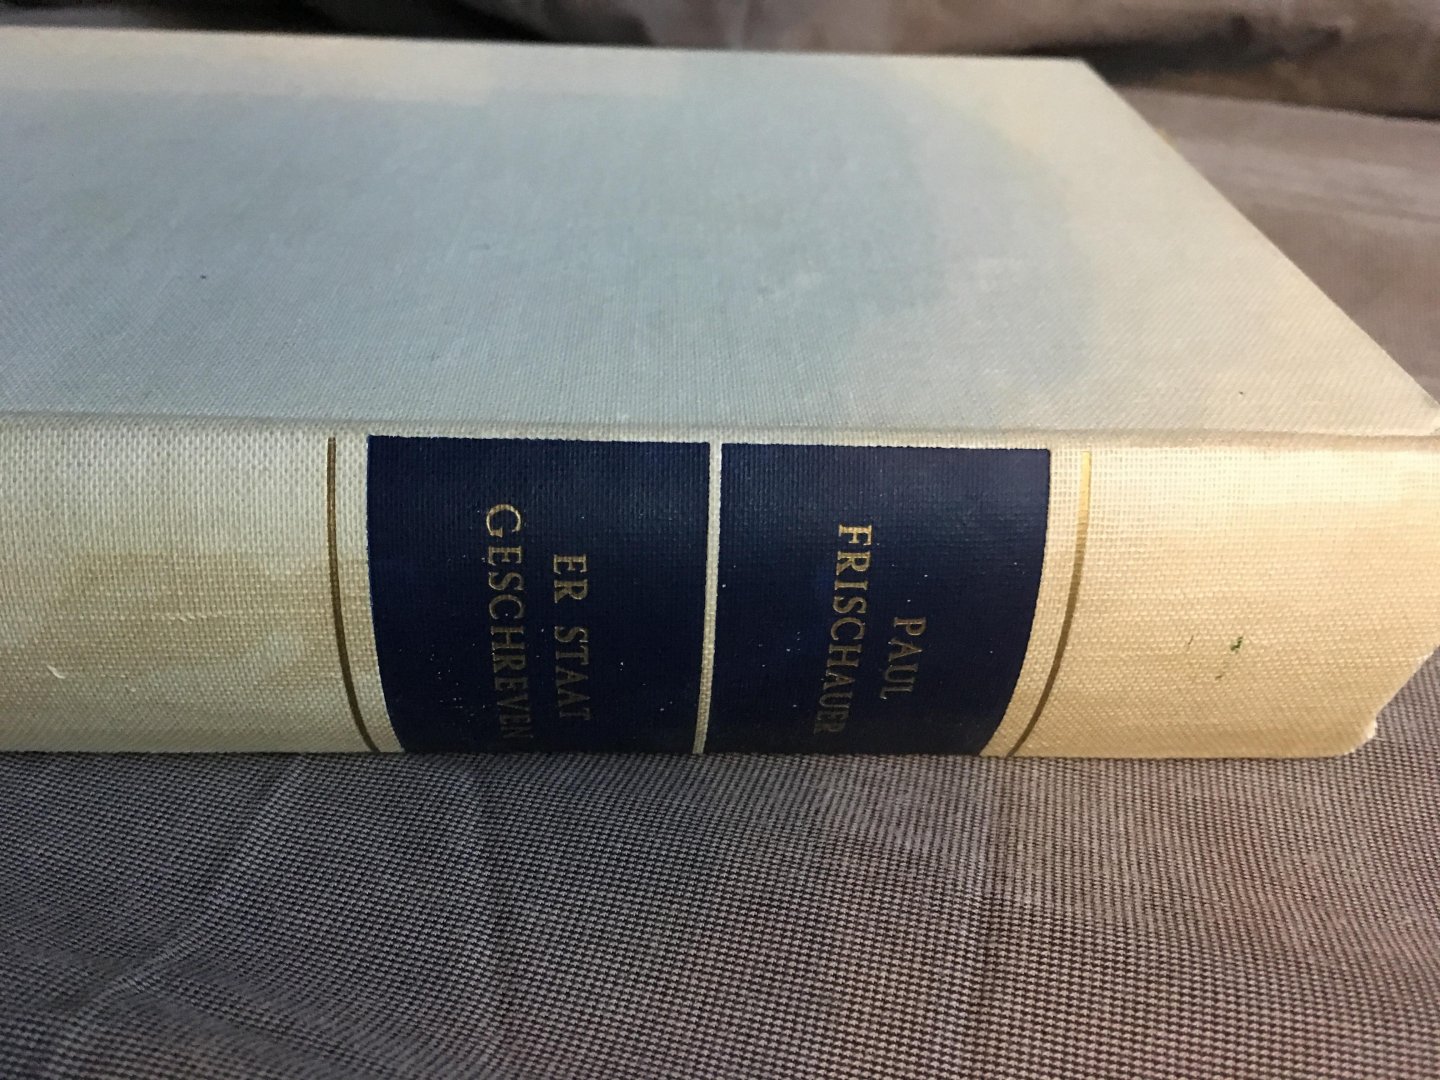 PAUL
FRISCHAUER
ER STAAT
GESCHREVEN